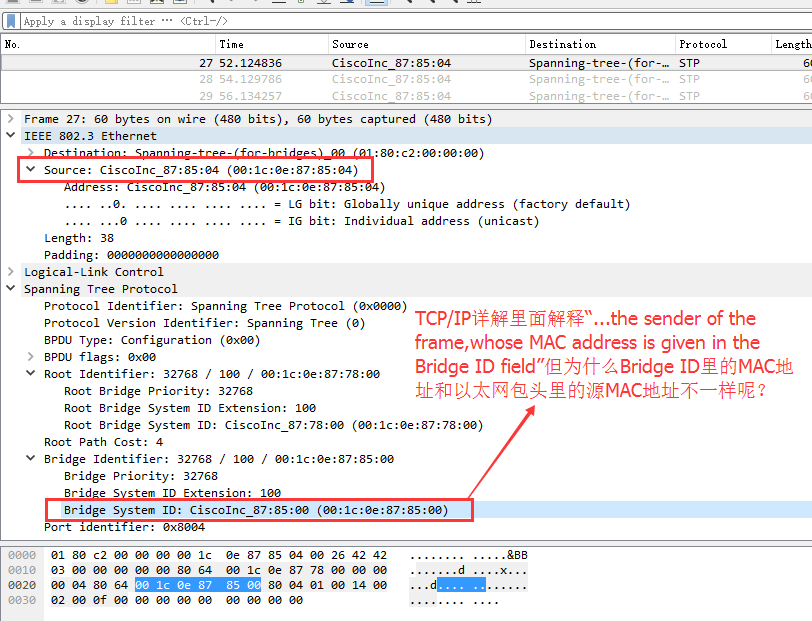 Apply a display filter … <Ctrl-/>
No. Time Source Destination Protocol Length
27 52.124836 CiscoInc_87:85:04 Spanning-tree-(for-… STP 60
28 54.129786 CiscoInc_87:85:04 Spanning-tree-(for-… STP 60
29 56.134257 CiscoInc_87:85:04 Spanning-tree-(for-… STP 60
Frame 27: 60 bytes on wire (480 bits), 60 bytes captured (480 bits)
IEEE 802.3 Ethernet
Destination: Spanning-tree-(for-bridges)_00 (01:80:c2:00:00:00)
Source: CiscoInc_87:85:04 (00:1c:0e:87:85:04)
Address: CiscoInc_87:85:04 (00:1c:0e:87:85:04)
.... ..0. .... .... .... .... = LG bit: Globally unique address (factory default)
.... ...0 .... .... .... .... = IG bit: Individual address (unicast)
Length: 38
Padding: 0000000000000000
Logical-Link Control
Spanning Tree Protocol
Protocol Identifier: Spanning Tree Protocol (0x0000)
Protocol Version Identifier: Spanning Tree (0)
BPDU Type: Configuration (0x00)
BPDU flags: 0x00
Root Identifier: 32768 / 100 / 00:1c:0e:87:78:00
Root Bridge Priority: 32768
Root Bridge System ID Extension: 100
Root Bridge System ID: CiscoInc_87:78:00 (00:1c:0e:87:78:00)
Root Path Cost: 4
Bridge Identifier: 32768 / 100 / 00:1c:0e:87:85:00
Bridge Priority: 32768
Bridge System ID Extension: 100
Bridge System ID: CiscoInc_87:85:00 (00:1c:0e:87:85:00)
Port identifier: 0x8004
TCP/IP详解里面解释“...the sender of the
frame,whose MAC address is given in the
Bridge ID field”但为什么Bridge ID里的MAC地
址和以太网包头里的源MAC地址不一样呢？
0000 01 80 c2 00 00 00 00 1c 0e 87 85 04 00 26 42 42 ........ .....&BB
0010 03 00 00 00 00 00 80 64 00 1c 0e 87 78 00 00 00 .......d ....x...
0020 00 04 80 64 00 1c 0e 87 85 00 80 04 01 00 14 00 ...d.... ........
0030 02 00 0f 00 00 00 00 00 00 00 00 00 ........ ....